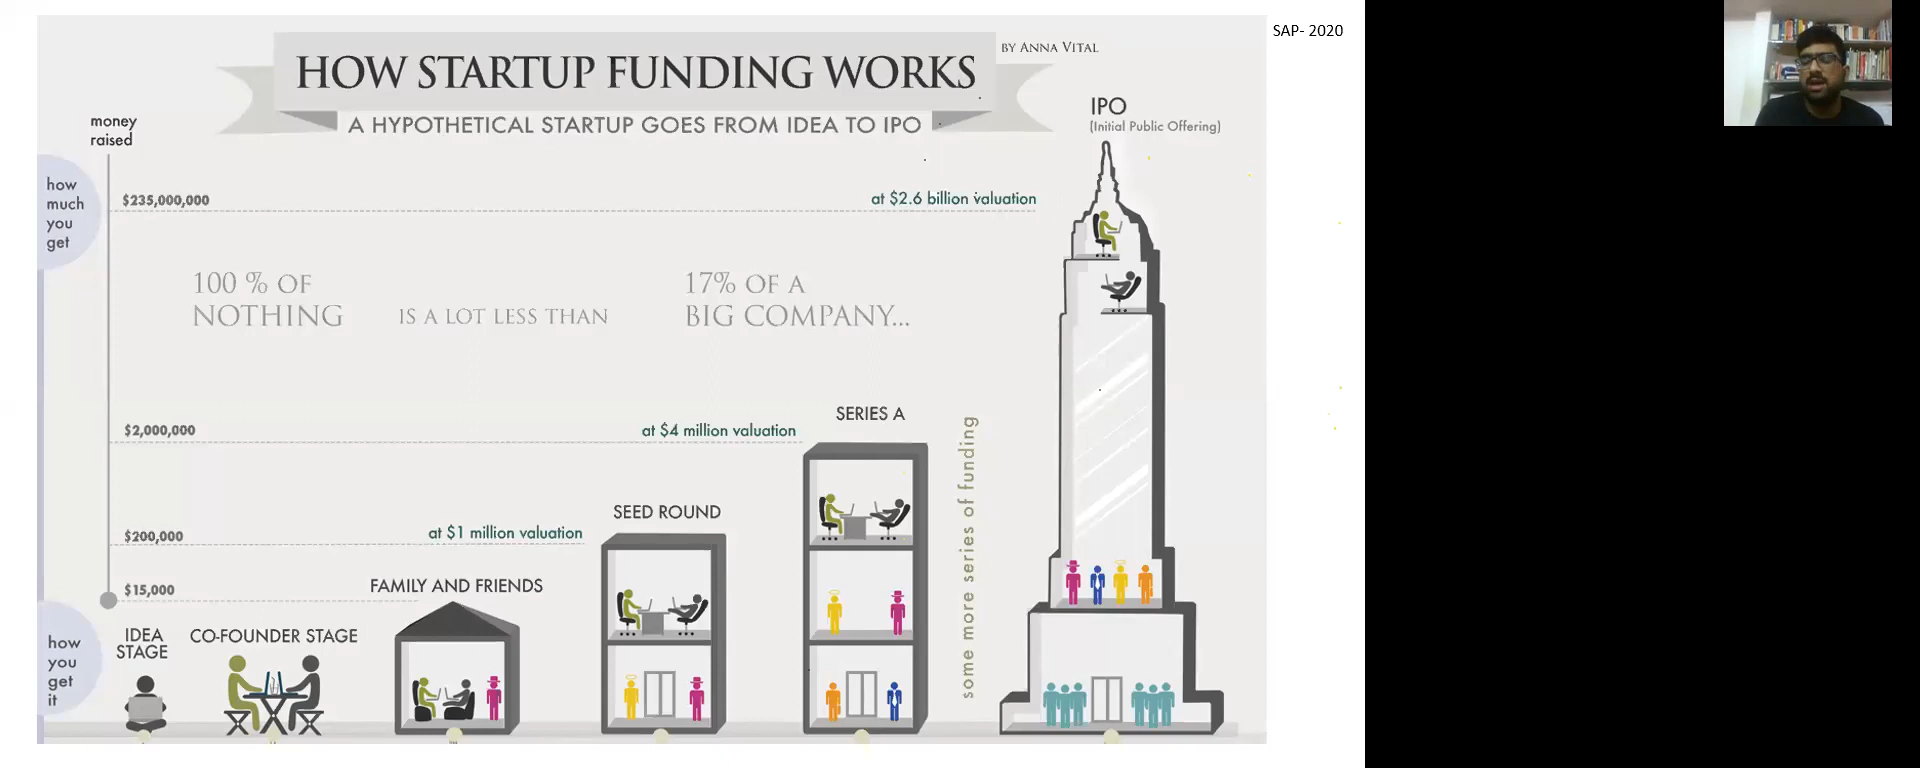 HOW STARTUP FUNDING WORKS
BY ANNA VITAL
SAP- 2020
A HYPOTHETICAL STARTUP GOES FROM IDEA TO IPO
IPO
(Initial Public Offering)
money
raised
how
much
you
get
$235,000,000
at $2.6 billion valuation
100 % OF
NOTHING
IS A LOT LESS THAN
17% OF A
BIG COMPANY...
SERIES A
$2,000,000
at $4 million valuation
some more series of funding
SEED ROUND
$200,000
at $1 million valuation
FAMILY AND FRIENDS
$15,000
IDEA
STAGE
CO-FOUNDER STAGE
how
you
get
it